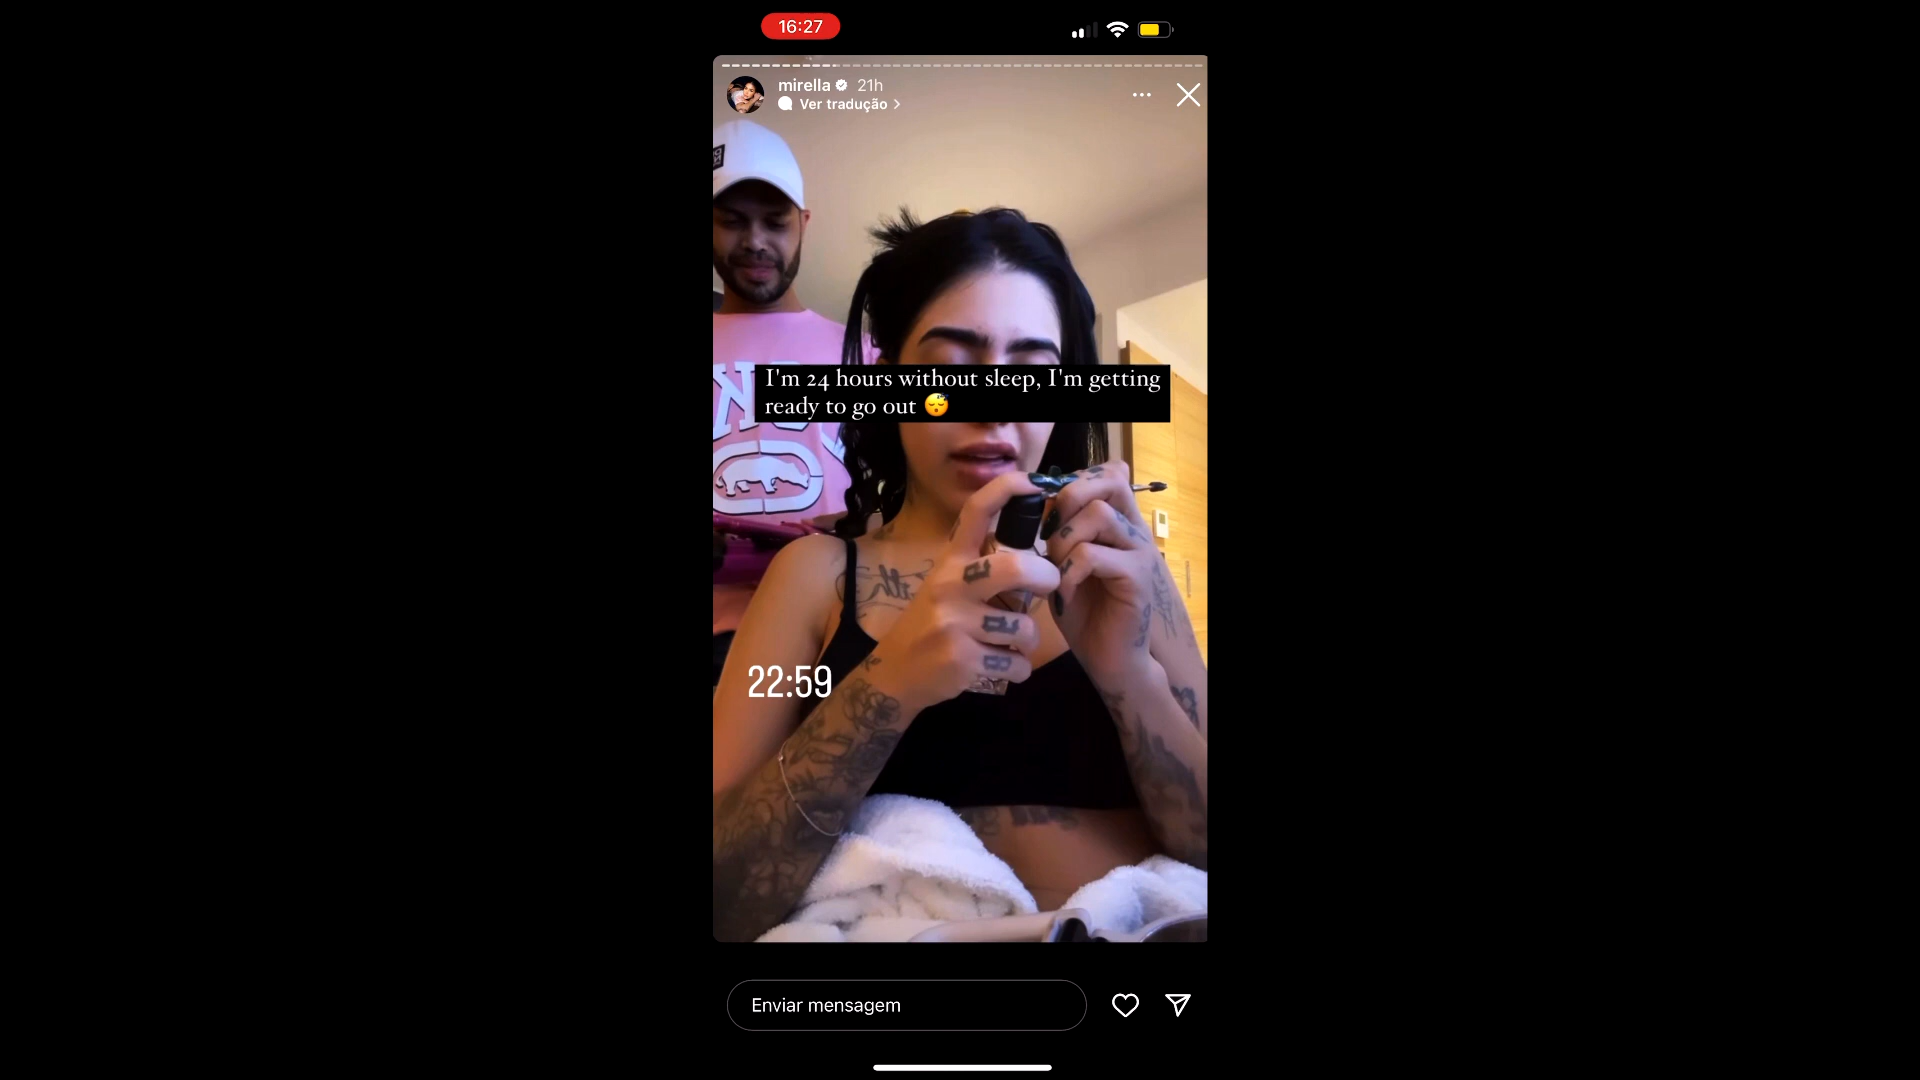 16:27
mirella 21h
Ver tradução >
I'm 24 hours without sleep, I'm getting
ready to go out 😴
22:59
Enviar mensagem